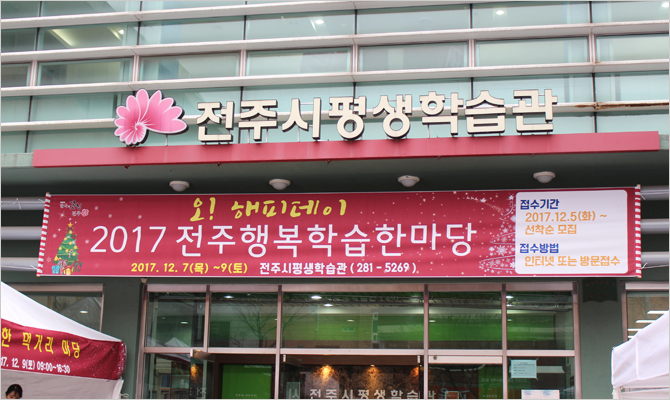 전주시평생학습관
오! 해피데이
2017 전주행복학습한마당
2017. 12. 7(목) ~9(토) 전주시평생학습관 ( 281 - 5269 ).
접수기간
2017.12.5(화) ~
선착순 모집
접수방법
인터넷 또는 방문접수
한 먹거리 마당
17. 12. 9(토) 09:00~16:30
전주시평생학습관